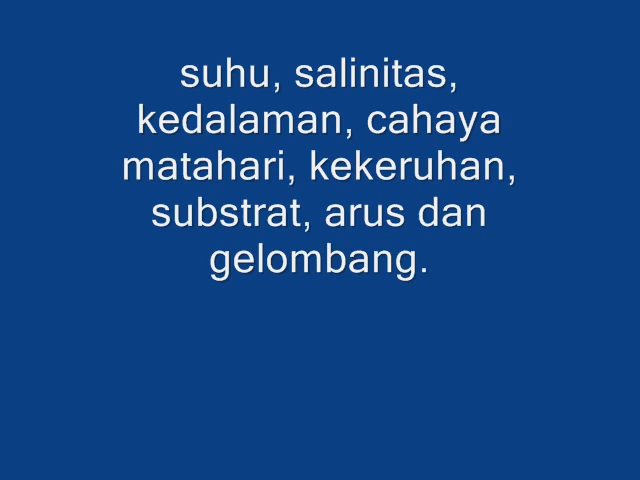 suhu, salinitas,
kedalaman, cahaya
matahari, kekeruhan,
substrat, arus dan
gelombang.